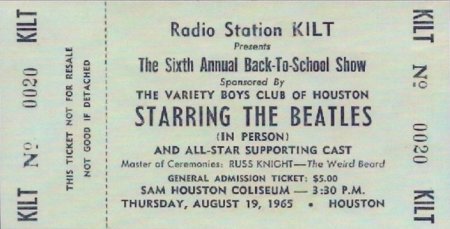 KILT
Nº 0020
THIS TICKET NOT FOR RESALE
NOT GOOD IF DETACHED
Radio Station KILT
Presents
The Sixth Annual Back-To-School Show
Sponsored By
THE VARIETY BOYS CLUB OF HOUSTON
STARRING THE BEATLES
(IN PERSON)
AND ALL-STAR SUPPORTING CAST
Master of Ceremonies: RUSS KNIGHT—The Weird Beard
GENERAL ADMISSION TICKET: $5.00
SAM HOUSTON COLISEUM — 3:30 P.M.
THURSDAY, AUGUST 19, 1965 • HOUSTON
KILT
Nº 0020
KILT
KILT